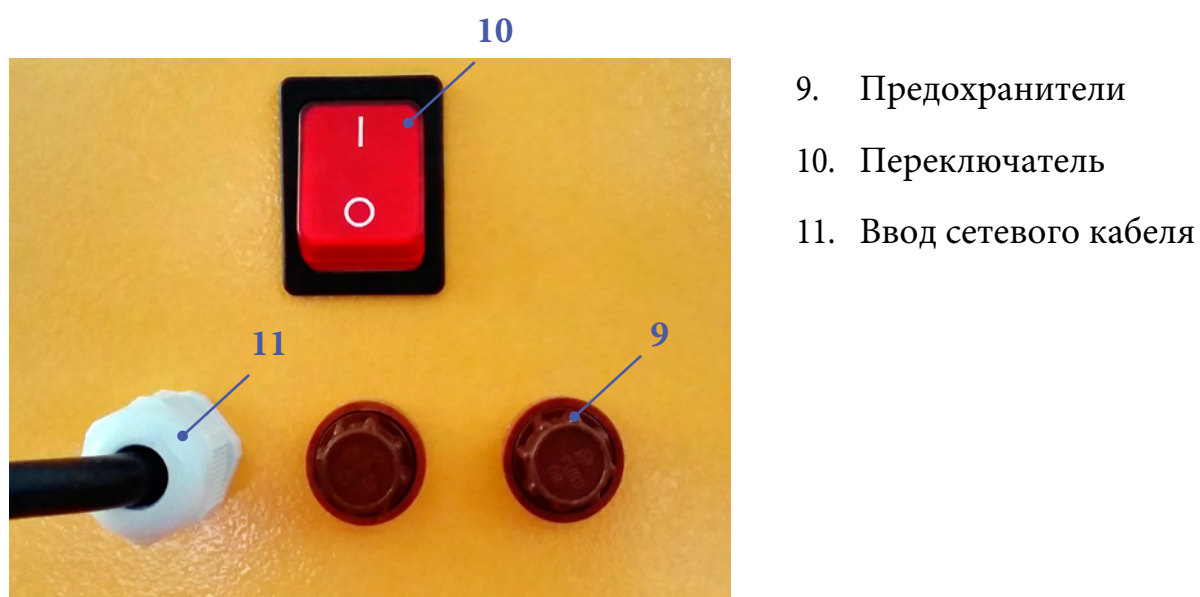 10
9. Предохранители
10. Переключатель
11. Ввод сетевого кабеля
I
O
11
9